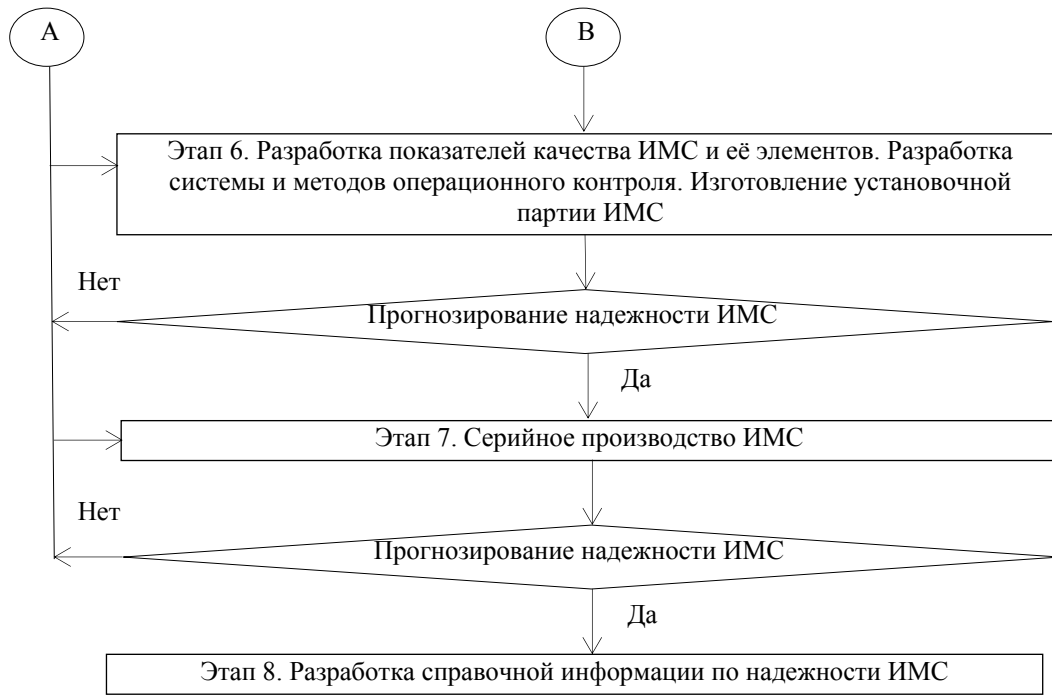 А
В
Этап 6. Разработка показателей качества ИМС и её элементов. Разработка
системы и методов операционного контроля. Изготовление установочной
партии ИМС
Нет
Прогнозирование надежности ИМС
Да
Этап 7. Серийное производство ИМС
Нет
Прогнозирование надежности ИМС
Да
Этап 8. Разработка справочной информации по надежности ИМС